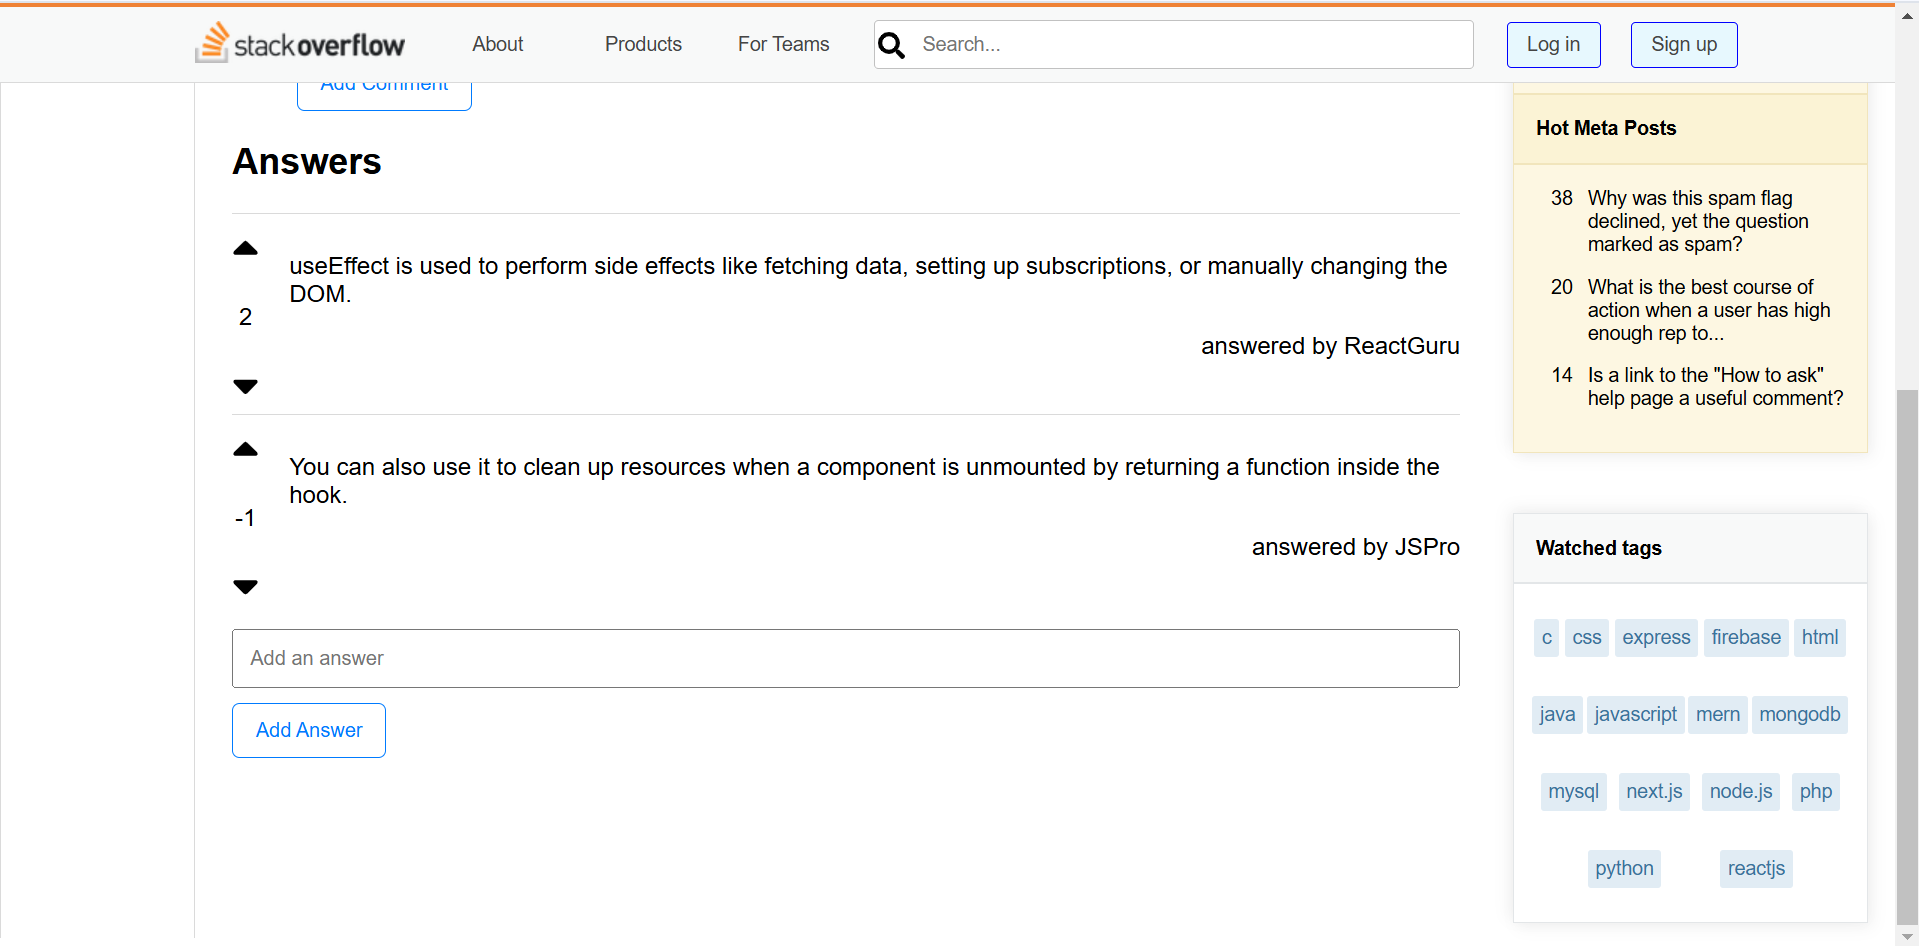 stackoverflow
About
Products
For Teams
Search...
Log in
Sign up
Add Comment
Answers
useEffect is used to perform side effects like fetching data, setting up subscriptions, or manually changing the
DOM.
2
answered by ReactGuru
You can also use it to clean up resources when a component is unmounted by returning a function inside the
hook.
-1
answered by JSPro
Add an answer
Add Answer
Hot Meta Posts
38 Why was this spam flag
declined, yet the question
marked as spam?
20 What is the best course of
action when a user has high
enough rep to...
14 Is a link to the "How to ask"
help page a useful comment?
Watched tags
c css express firebase html
java javascript mern mongodb
mysql next.js node.js php
python reactjs